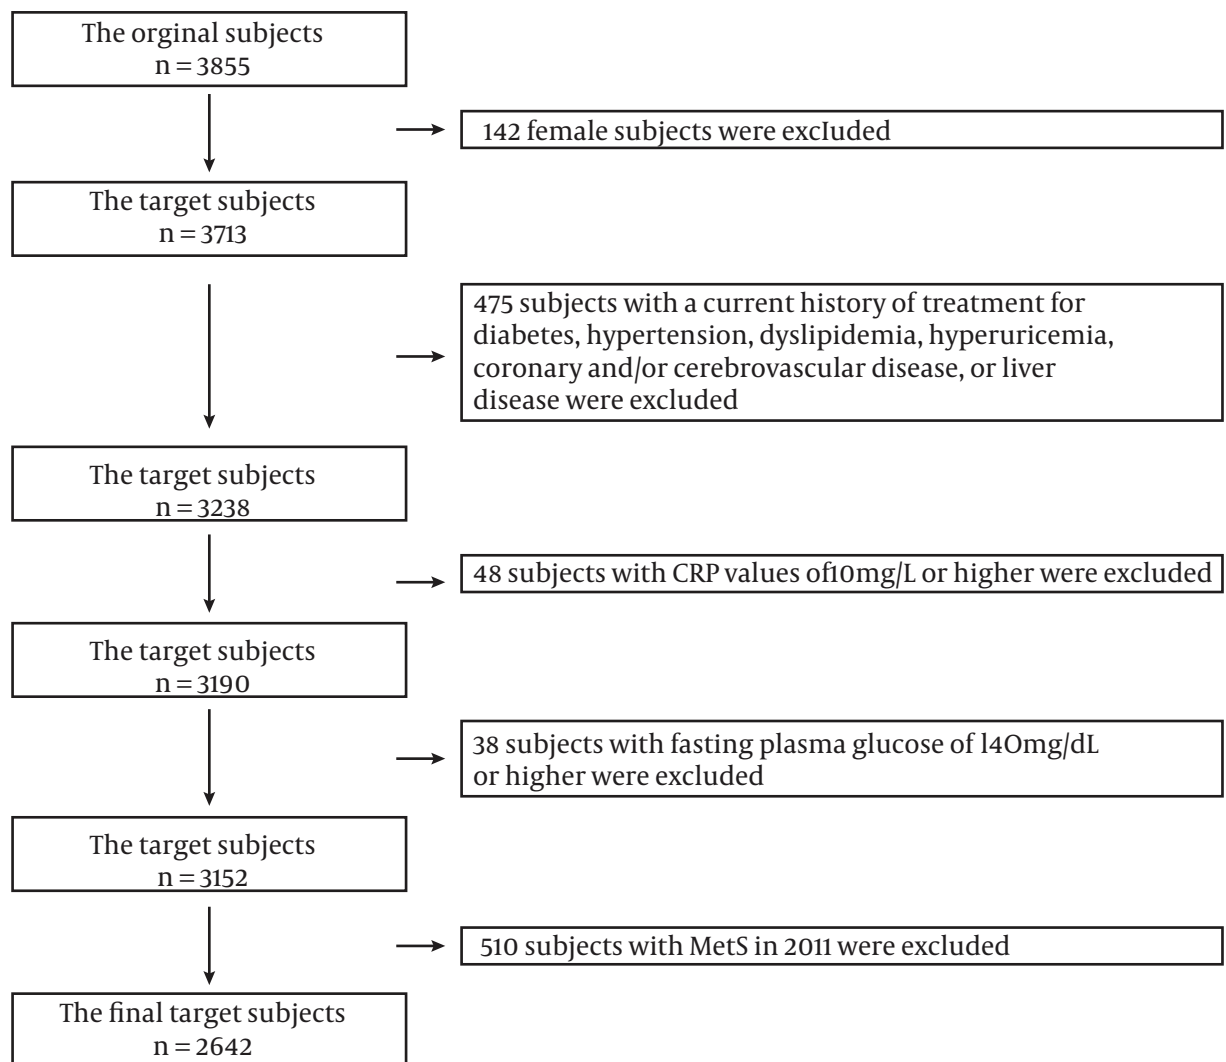 The orginal subjects
n = 3855
142 female subjects were excIuded
The target subjects
n = 3713
475 subjects with a current history of treatment for
diabetes, hypertension, dyslipidemia, hyperuricemia,
coronary and/or cerebrovascular disease, or liver
disease were excluded
The target subjects
n = 3238
48 subjects with CRP values of10mg/L or higher were excluded
The target subjects
n = 3190
38 subjects with fasting plasma glucose of l4Omg/dL
or higher were excluded
The target subjects
n = 3152
510 subjects with MetS in 2011 were excluded
The final target subjects
n = 2642